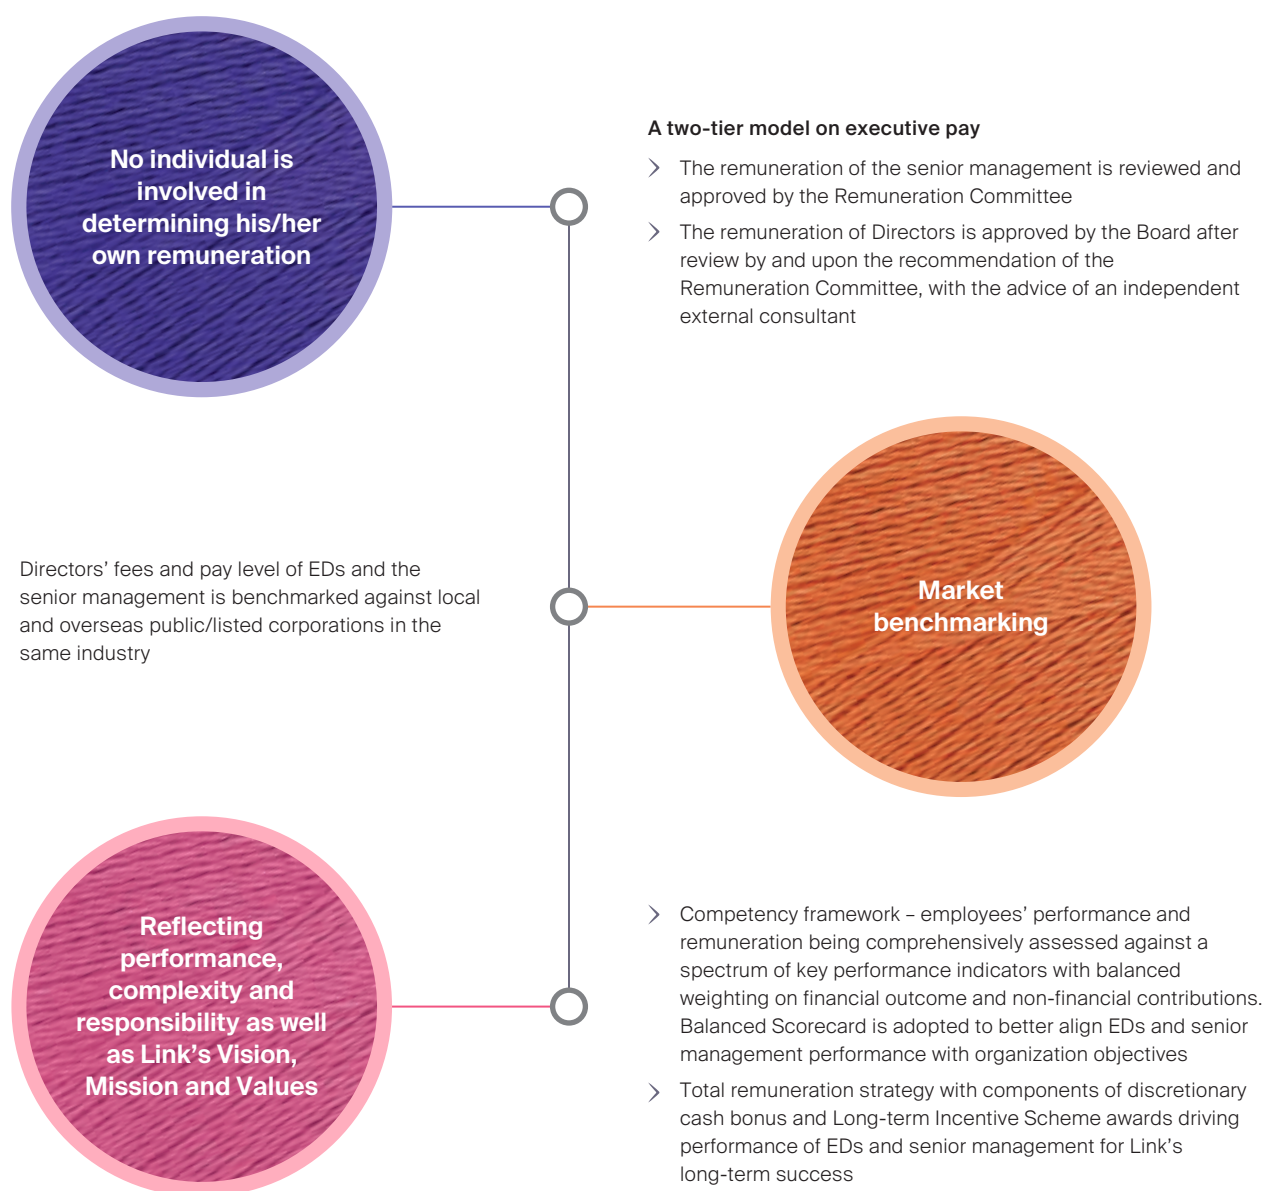 No individual is
involved in
determining his/her
own remuneration
A two-tier model on executive pay
The remuneration of the senior management is reviewed and
approved by the Remuneration Committee
The remuneration of Directors is approved by the Board after
review by and upon the recommendation of the
Remuneration Committee, with the advice of an independent
external consultant
Directors’ fees and pay level of EDs and the
senior management is benchmarked against local
and overseas public/listed corporations in the
same industry
Market
benchmarking
Reflecting
performance,
complexity and
responsibility as well
as Link’s Vision,
Mission and Values
Competency framework – employees’ performance and
remuneration being comprehensively assessed against a
spectrum of key performance indicators with balanced
weighting on financial outcome and non-financial contributions.
Balanced Scorecard is adopted to better align EDs and senior
management performance with organization objectives
Total remuneration strategy with components of discretionary
cash bonus and Long-term Incentive Scheme awards driving
performance of EDs and senior management for Link’s
long-term success